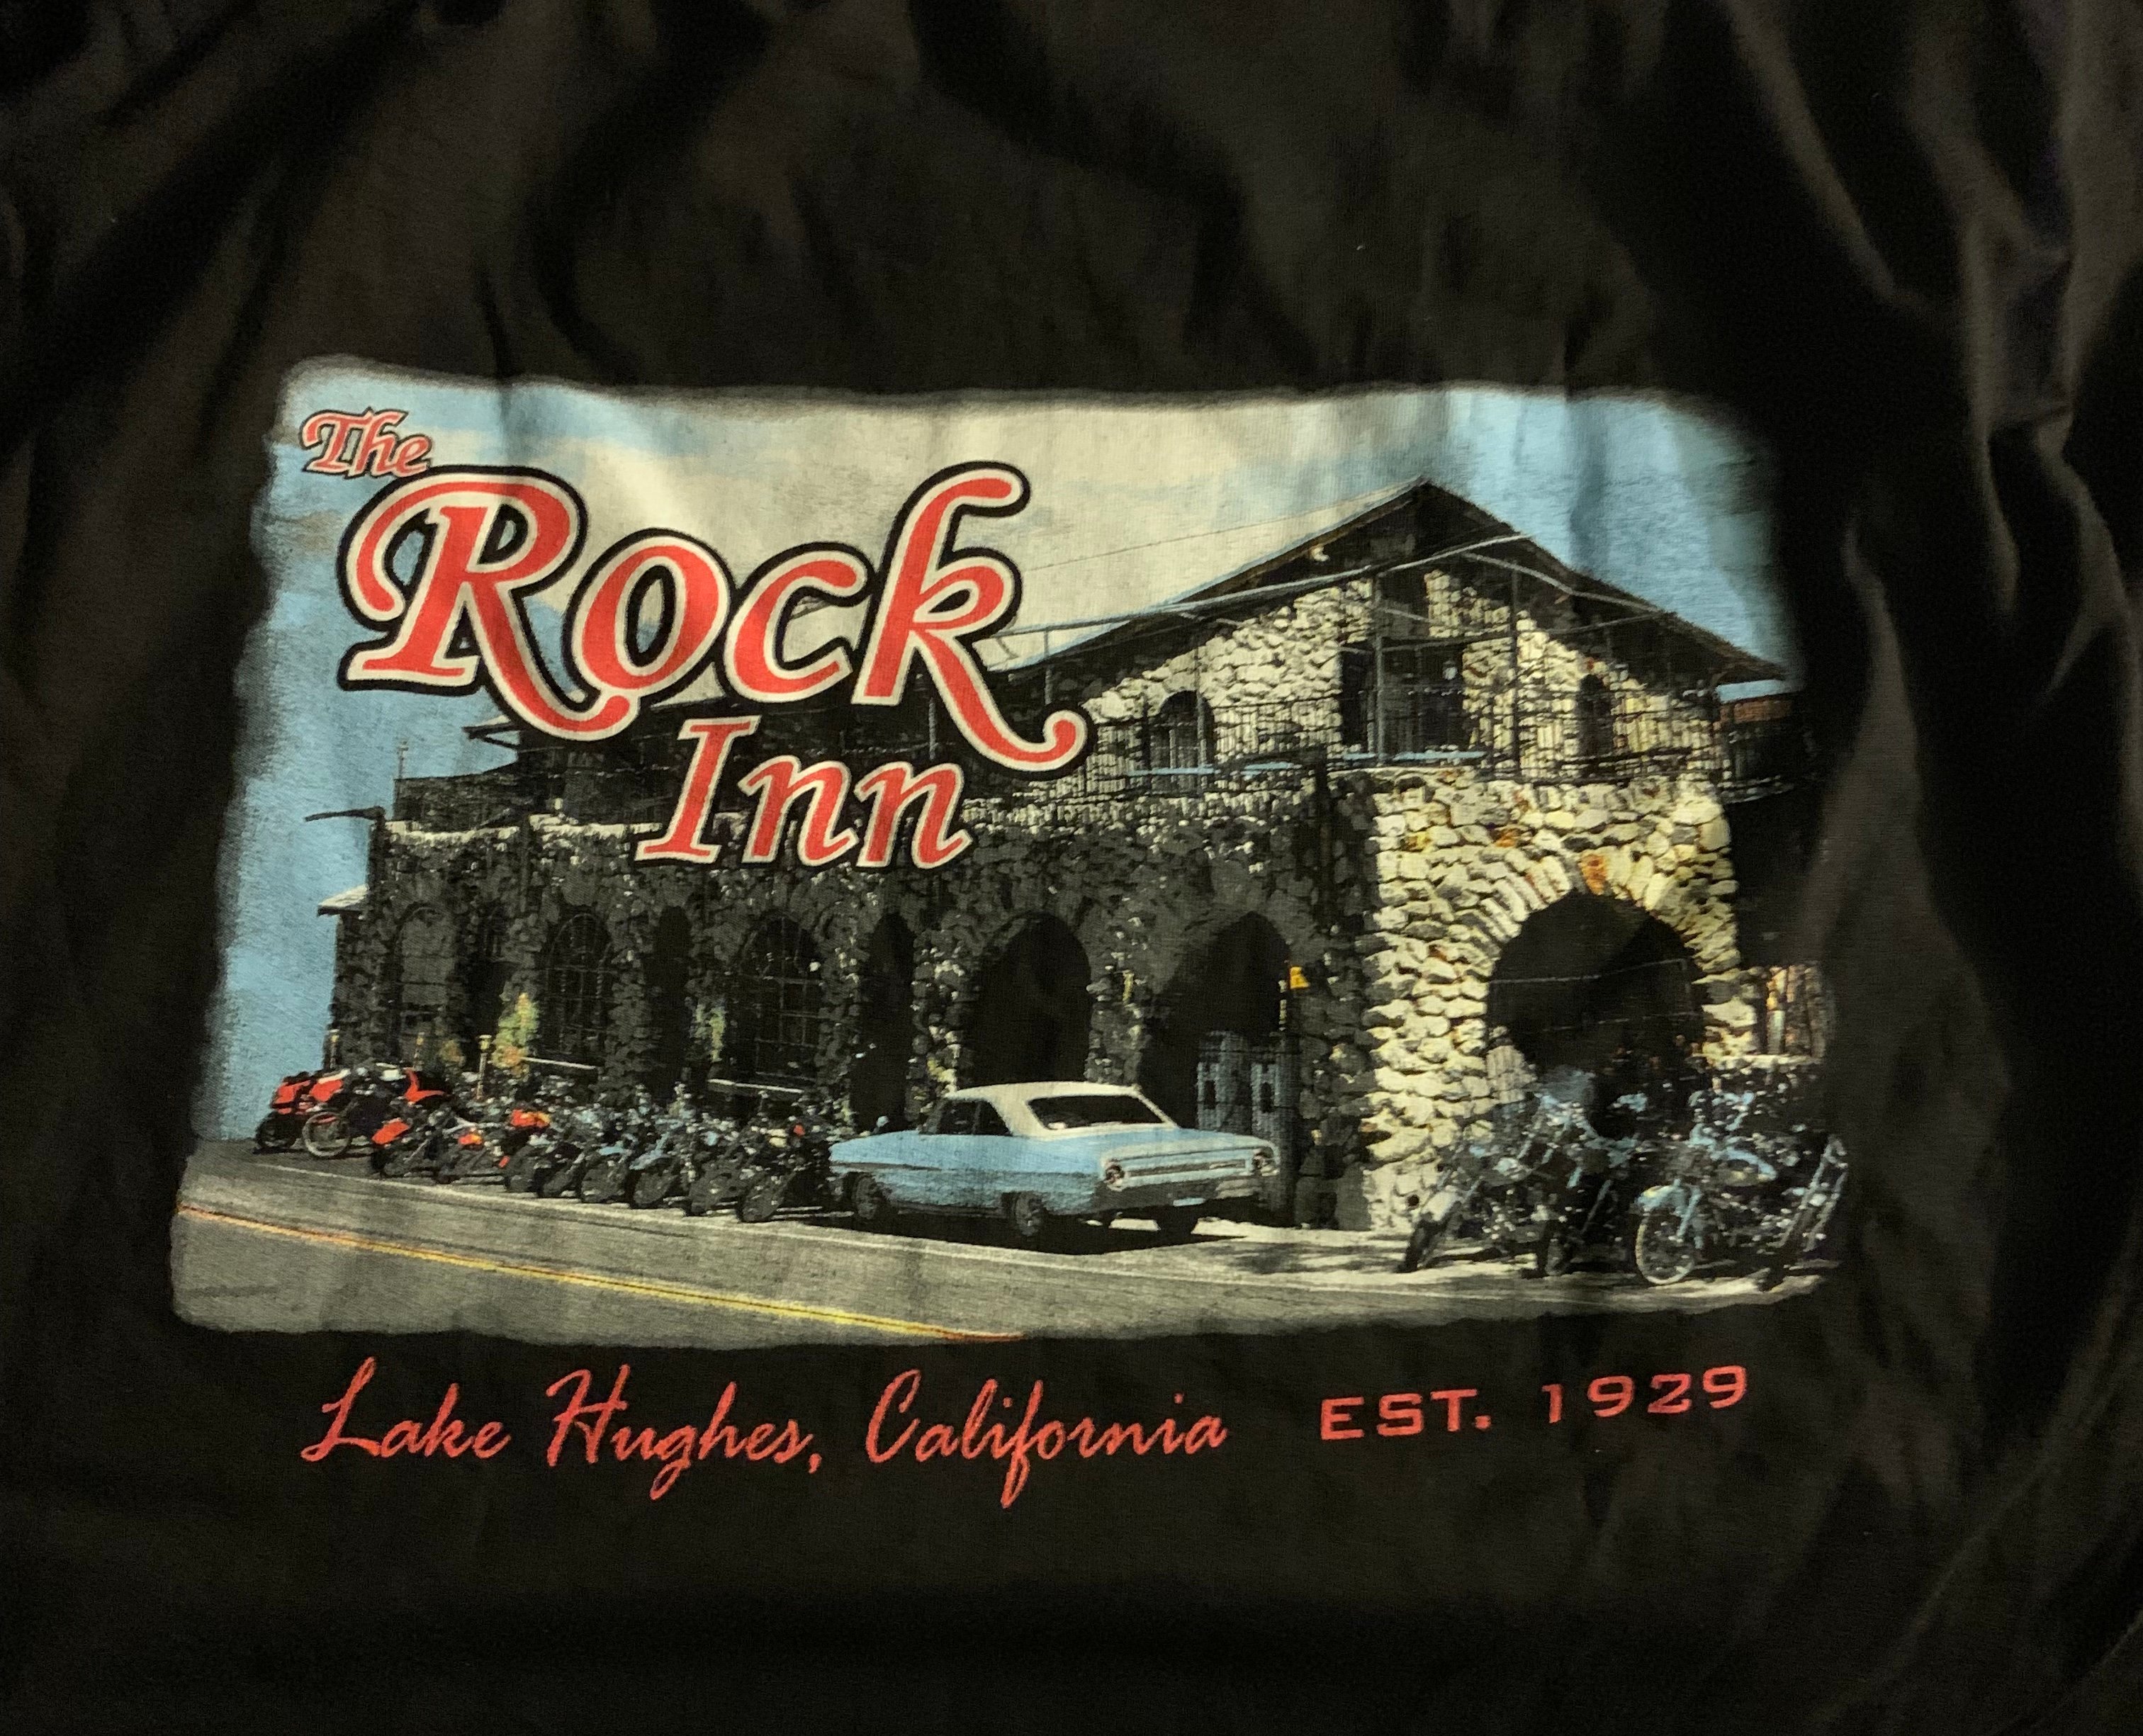 The
Rock
Inn
Lake Hughes, California EST. 1929